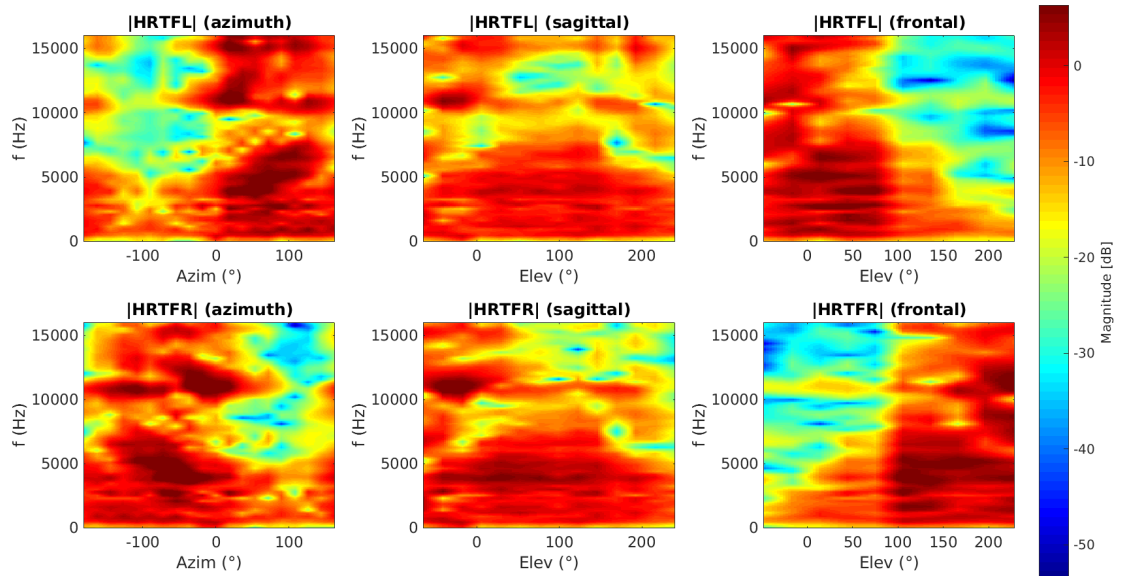 |HRTFL| (azimuth)
15000
10000
5000
0
f (Hz)
-100 0 100
Azim (°)
|HRTFL| (sagittal)
15000
10000
5000
0
f (Hz)
0 100 200
Elev (°)
|HRTFL| (frontal)
15000
10000
5000
0
f (Hz)
0 50 100 150 200
Elev (°)
|HRTFR| (azimuth)
15000
10000
5000
0
f (Hz)
-100 0 100
Azim (°)
|HRTFR| (sagittal)
15000
10000
5000
0
f (Hz)
0 100 200
Elev (°)
|HRTFR| (frontal)
15000
10000
5000
0
f (Hz)
0 50 100 150 200
Elev (°)
0
-10
-20
-30
-40
-50
Magnitude [dB]